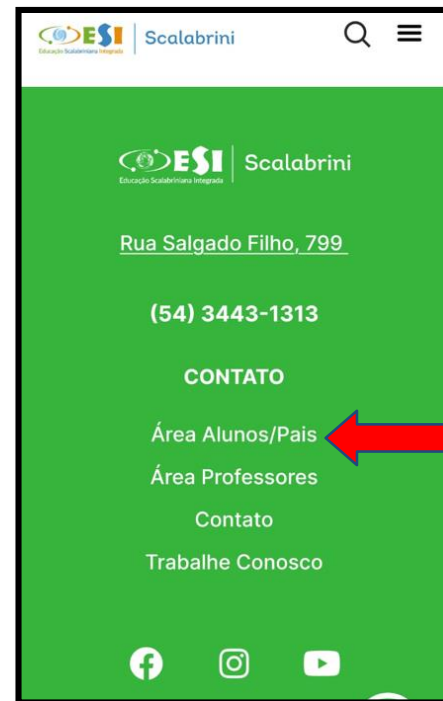 ESI Scalabrini
Educação Scalabriniana Integrada
ESI Scalabrini
Educação Scalabriniana Integrada
Rua Salgado Filho, 799
(54) 3443-1313
CONTATO
Área Alunos/Pais
Área Professores
Contato
Trabalhe Conosco